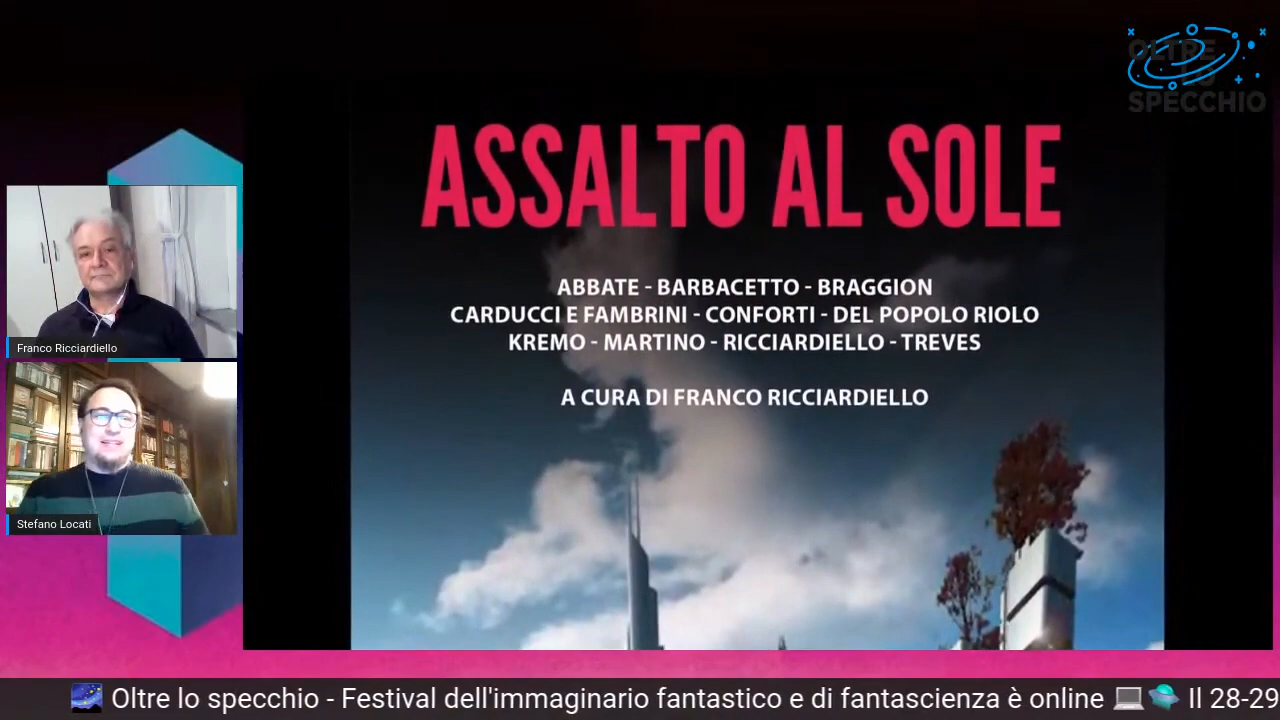 OLTRE
LO
SPECCHIO
ASSALTO AL SOLE
ABBATE - BARBACETTO - BRAGGION
CARDUCCI E FAMBRINI - CONFORTI - DEL POPOLO RIOLO
KREMO - MARTINO - RICCIARDIELLO - TREVES
A CURA DI FRANCO RICCIARDIELLO
Franco Ricciardiello
Stefano Locati
Oltre lo specchio - Festival dell'immaginario fantastico e di fantascienza è online 💻🛸 Il 28-29